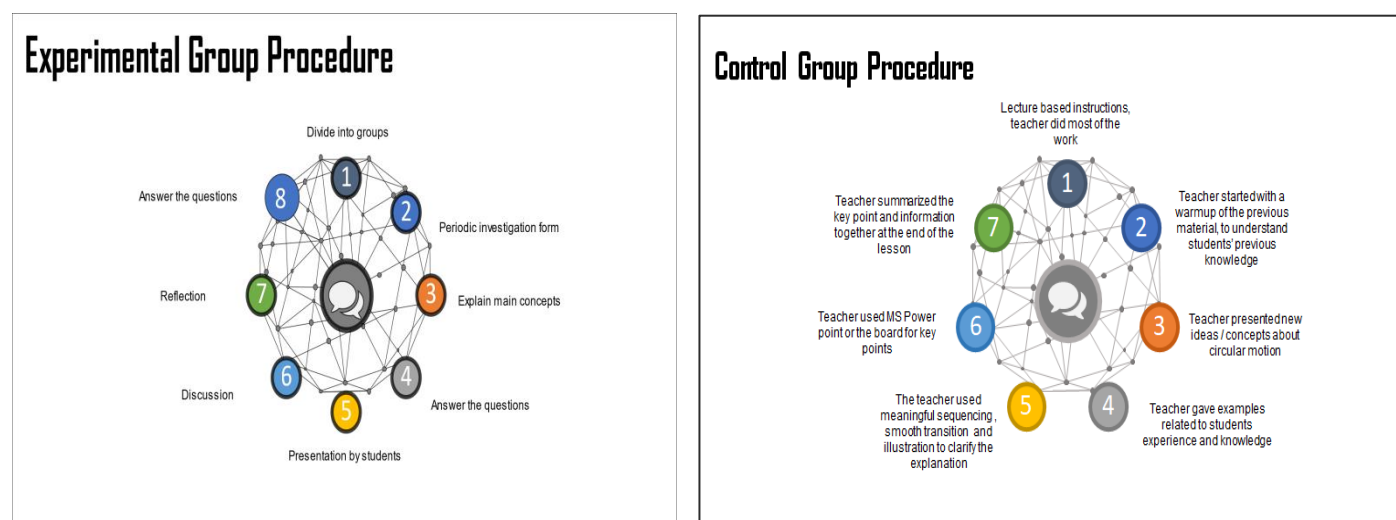 Experimental Group Procedure
Divide into groups
1
2
Periodic investigation form
3
Explain main concepts
4
Answer the questions
5
Presentation by students
6
Discussion
7
Reflection
8
Answer the questions
Control Group Procedure
Lecture based instructions,
teacher did most of the
work
1
2
Teacher started with a
warmup of the previous
material, to understand
students' previous
knowledge
3
Teacher presented new
ideas / concepts about
circular motion
4
Teacher gave examples
related to students
experience and knowledge
5
The teacher used
meaningful sequencing,
smooth transition and
illustration to clarify the
explanation
6
Teacher used MS Power
point or the board for key
points
7
Teacher summarized the
key point and information
together at the end of the
lesson